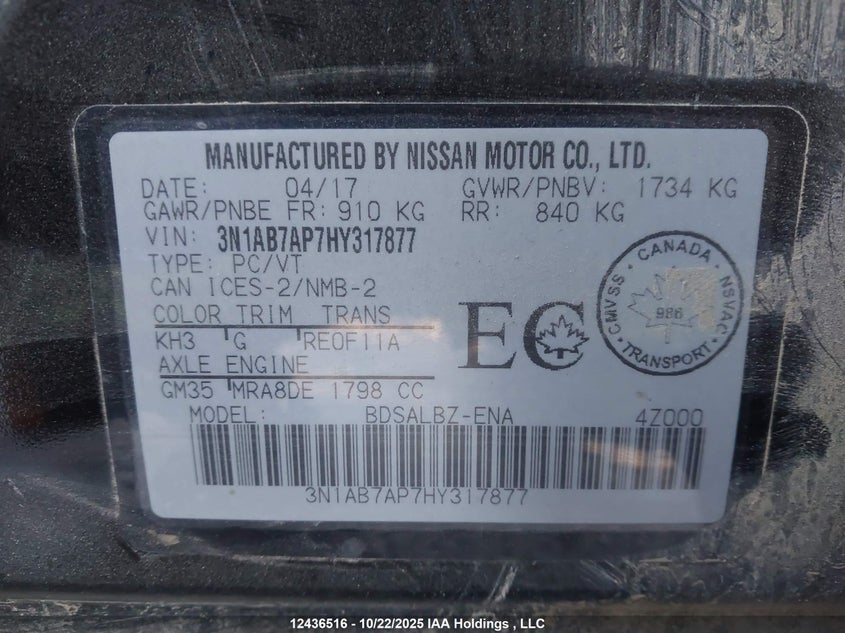 MANUFACTURED BY NISSAN MOTOR CO., LTD.
DATE: 04/17 GVWR/PNBV: 1734 KG
GAWR/PNBE FR: 910 KG RR: 840 KG
VIN: 3N1AB7AP7HY317877
TYPE: PC/VT
CAN ICES-2/NMB-2
COLOR TRIM TRANS
KH3 G RE0F11A
AXLE ENGINE
GM35 MRA8DE 1798 CC
EC
CANADA
CMVSS • NSVAC
986
TRANSPORT
MODEL: BDSALBZ-ENA 4Z000
3N1AB7AP7HY317877
12436516 - 10/22/2025 IAA Holdings , LLC